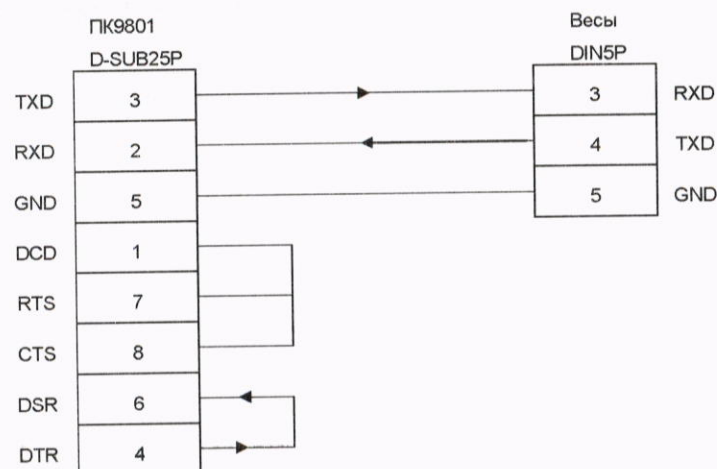 ПК9801 Весы
D-SUB25P DIN5P
TXD 3 3 RXD
RXD 2 4 TXD
GND 5 5 GND
DCD 1
RTS 7
CTS 8
DSR 6
DTR 4